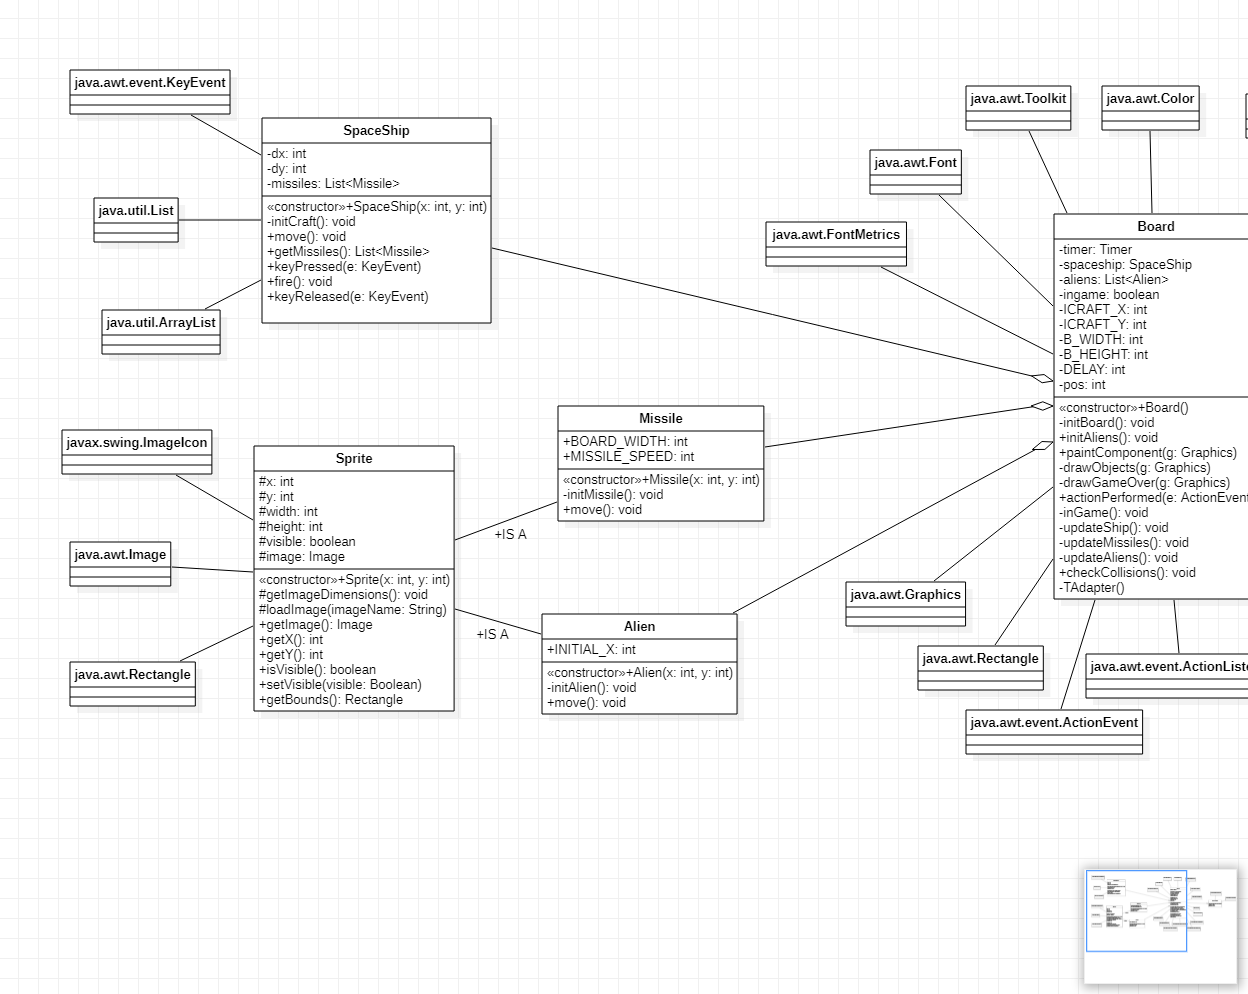 java.awt.event.KeyEvent
SpaceShip
-dx: int
-dy: int
-missiles: List<Missile>
«constructor»+SpaceShip(x: int, y: int)
-initCraft(): void
+move(): void
+getMissiles(): List<Missile>
+keyPressed(e: KeyEvent)
+fire(): void
+keyReleased(e: KeyEvent)
java.util.List
java.util.ArrayList
java.awt.Toolkit
java.awt.Color
java.awt.Font
java.awt.FontMetrics
Board
-timer: Timer
-spaceship: SpaceShip
-aliens: List<Alien>
-ingame: boolean
-ICRAFT_X: int
-ICRAFT_Y: int
-B_WIDTH: int
-B_HEIGHT: int
-DELAY: int
-pos: int
«constructor»+Board()
-initBoard(): void
+initAliens(): void
+paintComponent(g: Graphics)
-drawObjects(g: Graphics)
-drawGameOver(g: Graphics)
+actionPerformed(e: ActionEvent
-inGame(): void
-updateShip(): void
-updateMissiles(): void
-updateAliens(): void
+checkCollisions(): void
-TAdapter()
javax.swing.ImageIcon
java.awt.Image
java.awt.Rectangle
Sprite
#x: int
#y: int
#width: int
#height: int
#visible: boolean
#image: Image
«constructor»+Sprite(x: int, y: int)
#getImageDimensions(): void
#loadImage(imageName: String)
+getImage(): Image
+getX(): int
+getY(): int
+isVisible(): boolean
+setVisible(visible: Boolean)
+getBounds(): Rectangle
Missile
+BOARD_WIDTH: int
+MISSILE_SPEED: int
«constructor»+Missile(x: int, y: int)
-initMissile(): void
+move(): void
+IS A
+IS A
Alien
+INITIAL_X: int
«constructor»+Alien(x: int, y: int)
-initAlien(): void
+move(): void
java.awt.Graphics
java.awt.Rectangle
java.awt.event.ActionListe
java.awt.event.ActionEvent